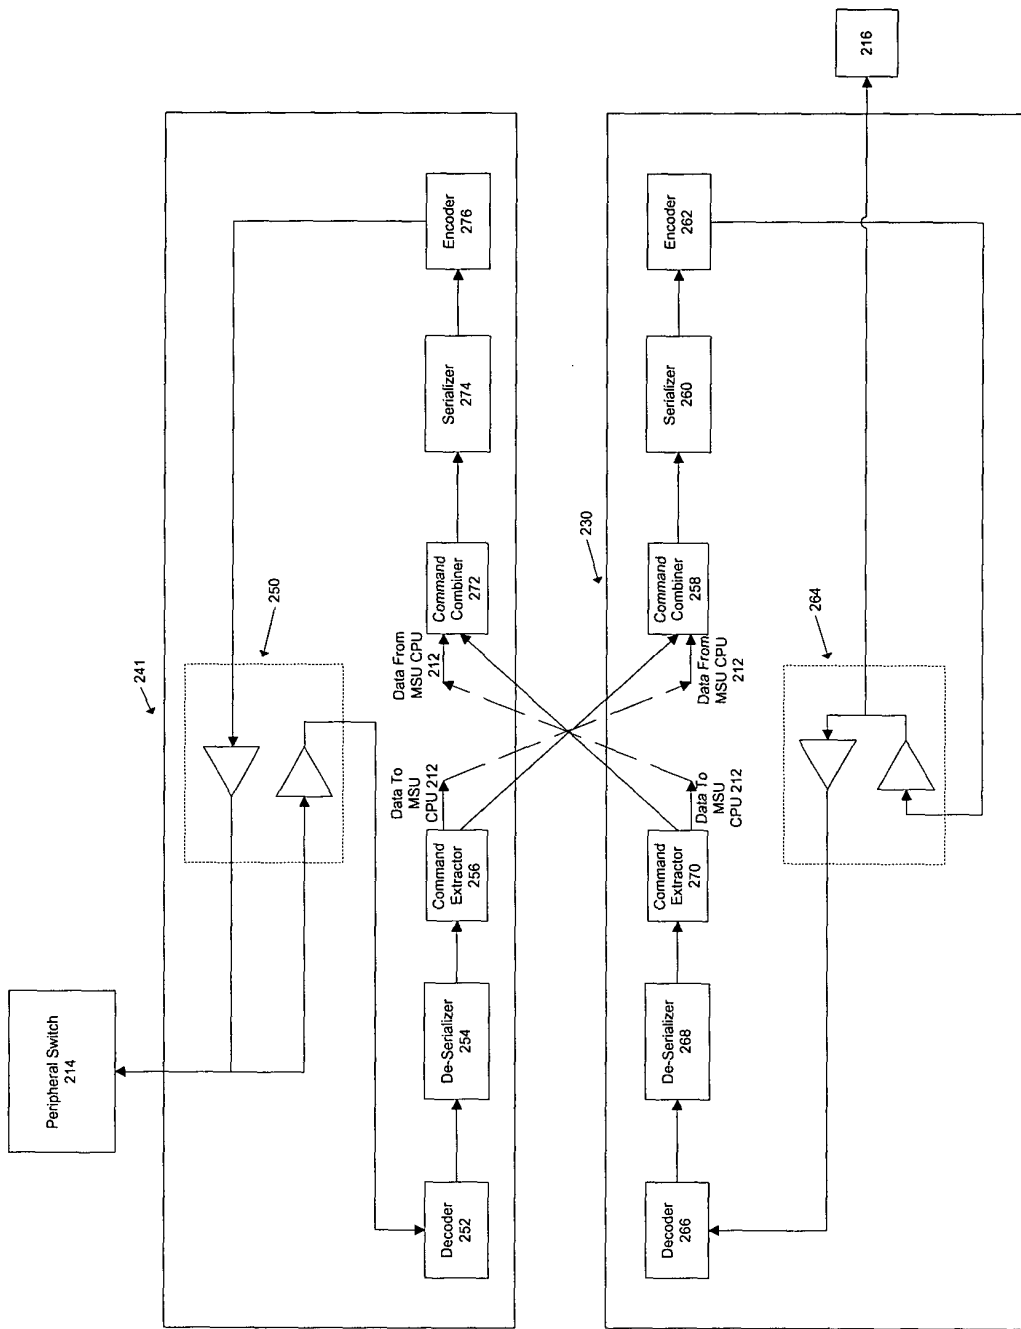 Peripheral Switch
214
241
250
Decoder
252
De-Serializer
254
Command
Extractor
256
Data To
MSU
CPU 212
Data From
MSU CPU
212
Command
Combiner
272
Serializer
274
Encoder
276
230
Decoder
266
De-Serializer
268
Command
Extractor
270
Data To
MSU
CPU 212
Data From
MSU CPU
212
Command
Combiner
258
Serializer
260
Encoder
262
264
216